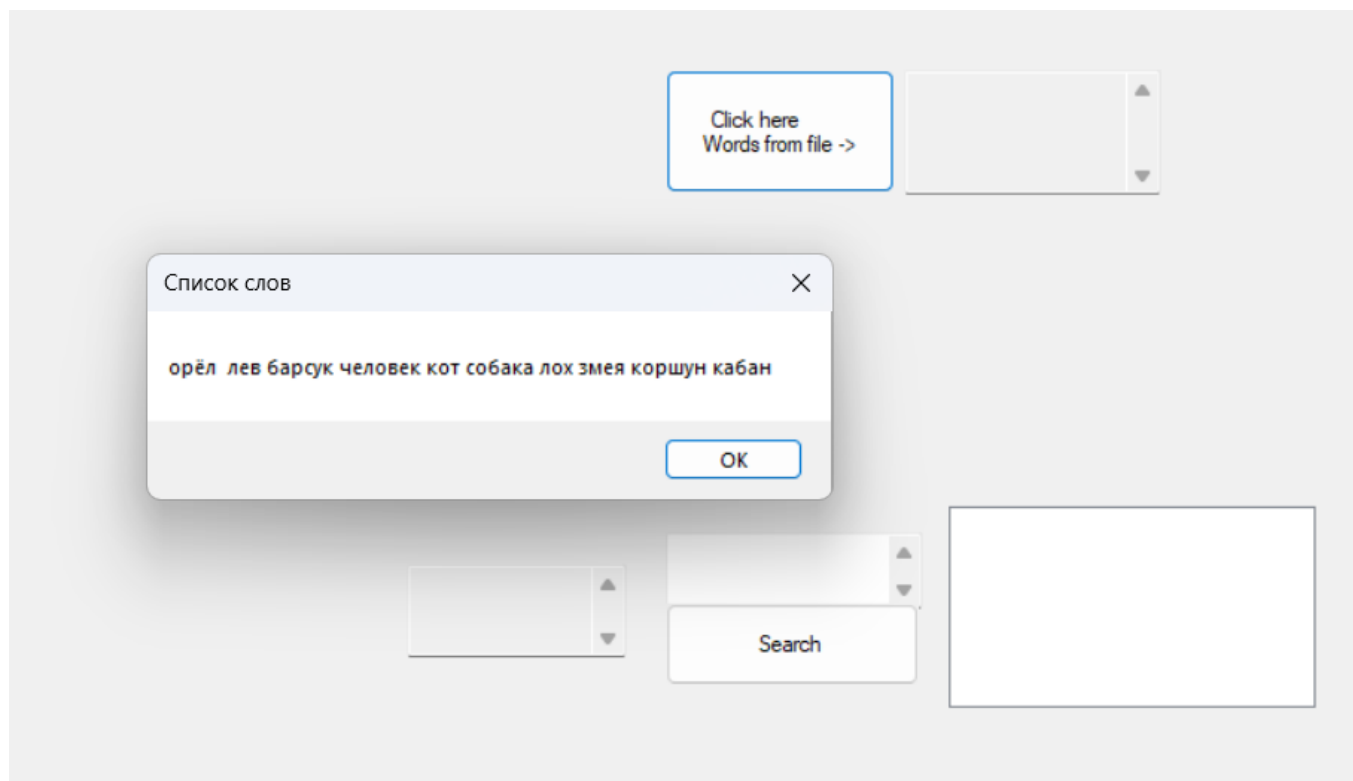 Click here
Words from file ->
Список слов
орёл  лев барсук человек кот собака лох змея коршун кабан
OK
Search